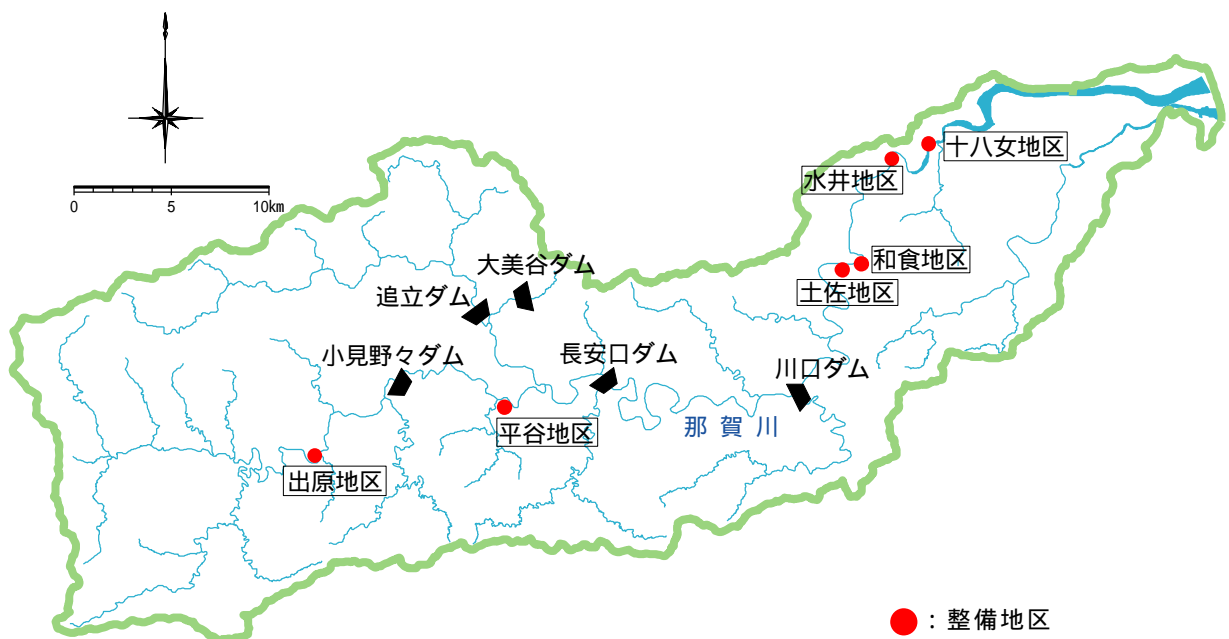 十八女地区
水井地区
0 5 10km
和食地区
大美谷ダム
土佐地区
追立ダム
小見野々ダム
長安口ダム
川口ダム
平谷地区
那賀川
出原地区
：整備地区